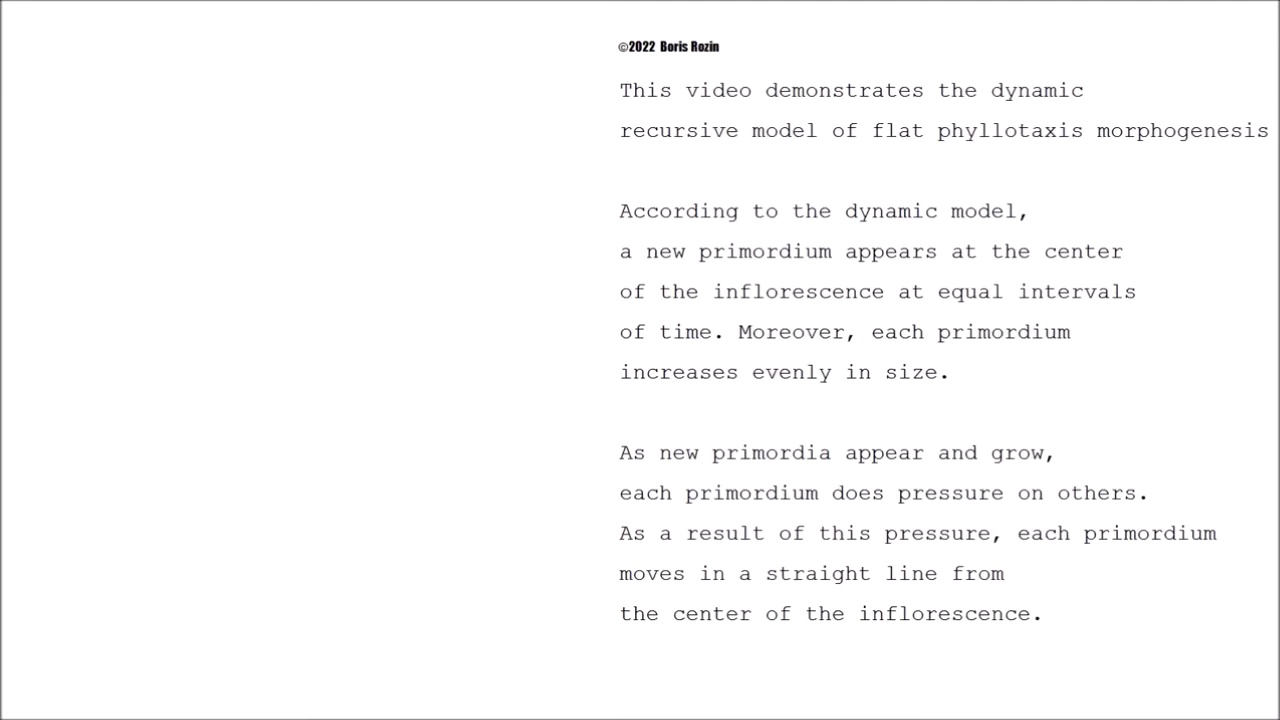 ©2022 Boris Rozin
This video demonstrates the dynamic
recursive model of flat phyllotaxis morphogenesis
According to the dynamic model,
a new primordium appears at the center
of the inflorescence at equal intervals
of time. Moreover, each primordium
increases evenly in size.
As new primordia appear and grow,
each primordium does pressure on others.
As a result of this pressure, each primordium
moves in a straight line from
the center of the inflorescence.